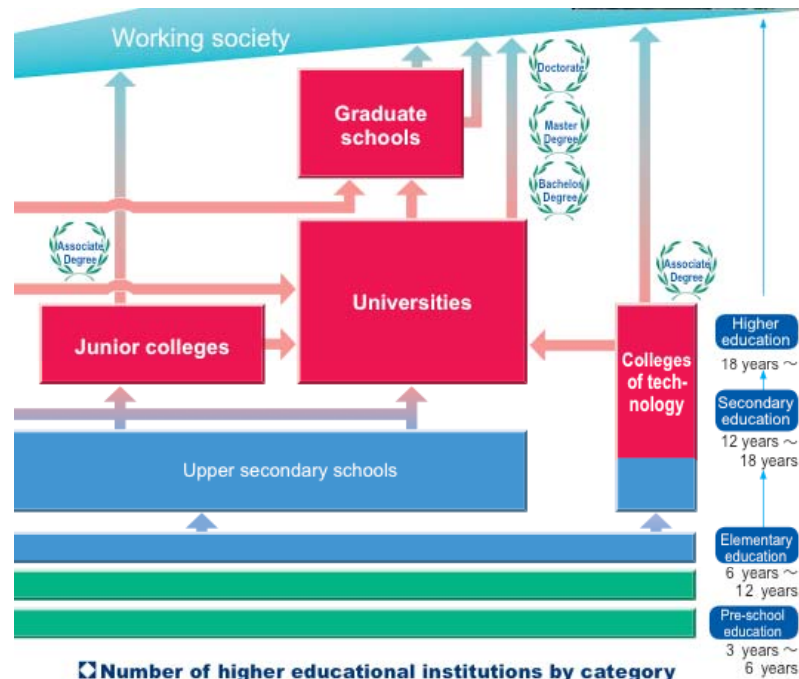 Working society
Graduate
schools
Doctorate
Master
Degree
Bachelos
Degree
Associate
Degree
Associate
Degree
Universities
Junior colleges
Colleges
of tech-
nology
Higher
education
18 years ～
Secondary
education
12 years ～
18 years
Upper secondary schools
Elementary
education
6 years ～
12 years
Pre-school
education
3 years ～
6 years
Number of higher educational institutions by category